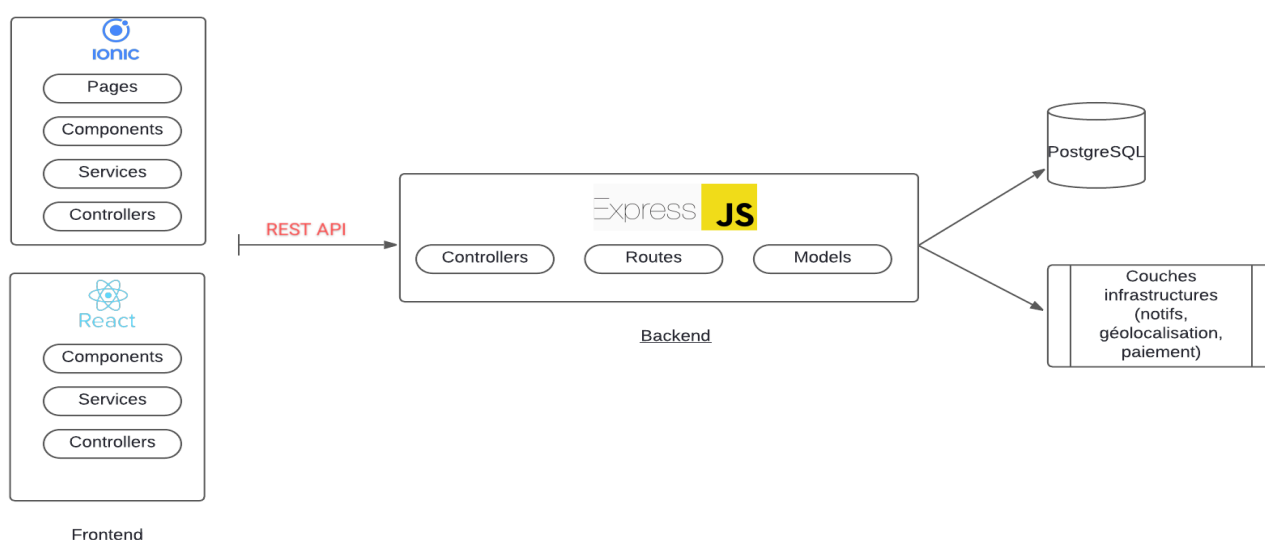 IONIC
Pages
Components
Services
Controllers
React
Components
Services
Controllers
Frontend
REST API
Express JS
Controllers
Routes
Models
Backend
PostgreSQL
Couches
infrastructures
(notifs,
géolocalisation,
paiement)